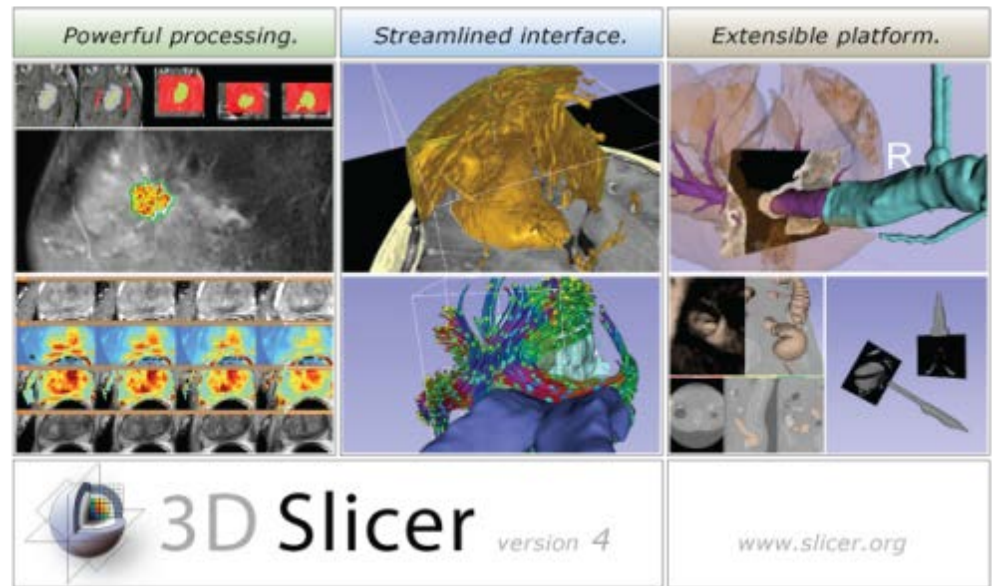 Powerful processing.
Streamlined interface.
Extensible platform.
R
3D Slicer version 4
www.slicer.org